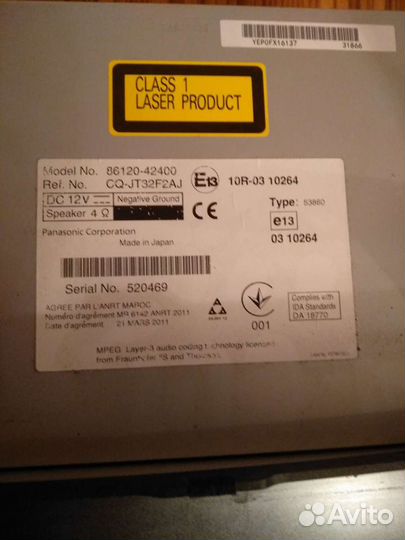 YEP0FX16137 31866
CLASS 1
LASER PRODUCT
Model No. 86120-42400
Ref. No. CQ-JT32F2AJ
E13 10R-03 10264
DC 12V Negative Ground
Speaker 4 Ω
CE
Type: 53860
e13
03 10264
Panasonic Corporation
Made in Japan
Serial No. 520469
AGREE PAR L'ANRT MAROC
Numéro d'agrément MR 6142 ANRT 2011
Date d'agrément 21 MARS 2011
001
Complies with
IDA Standards
DA 18770
MPEG Layer-3 audio coding technology licensed
from Fraunhofer IIS and Thomson
Avito